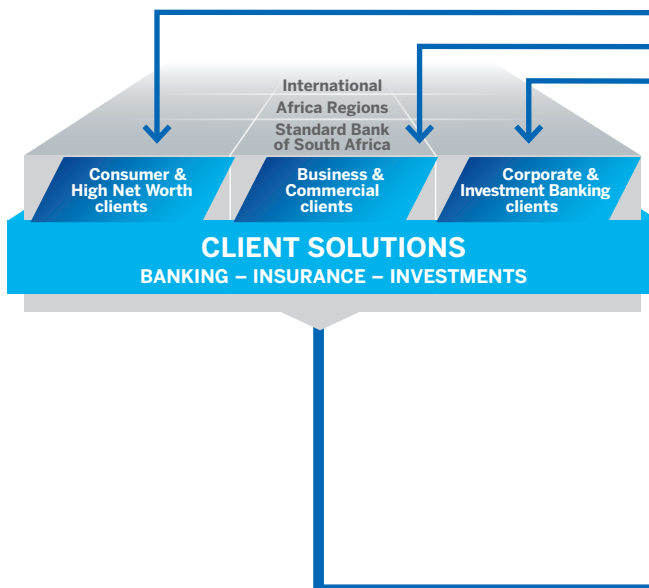 International
Africa Regions
Standard Bank
of South Africa
Consumer &
High Net Worth
clients
Business &
Commercial
clients
Corporate &
Investment Banking
clients
CLIENT SOLUTIONS
BANKING – INSURANCE – INVESTMENTS